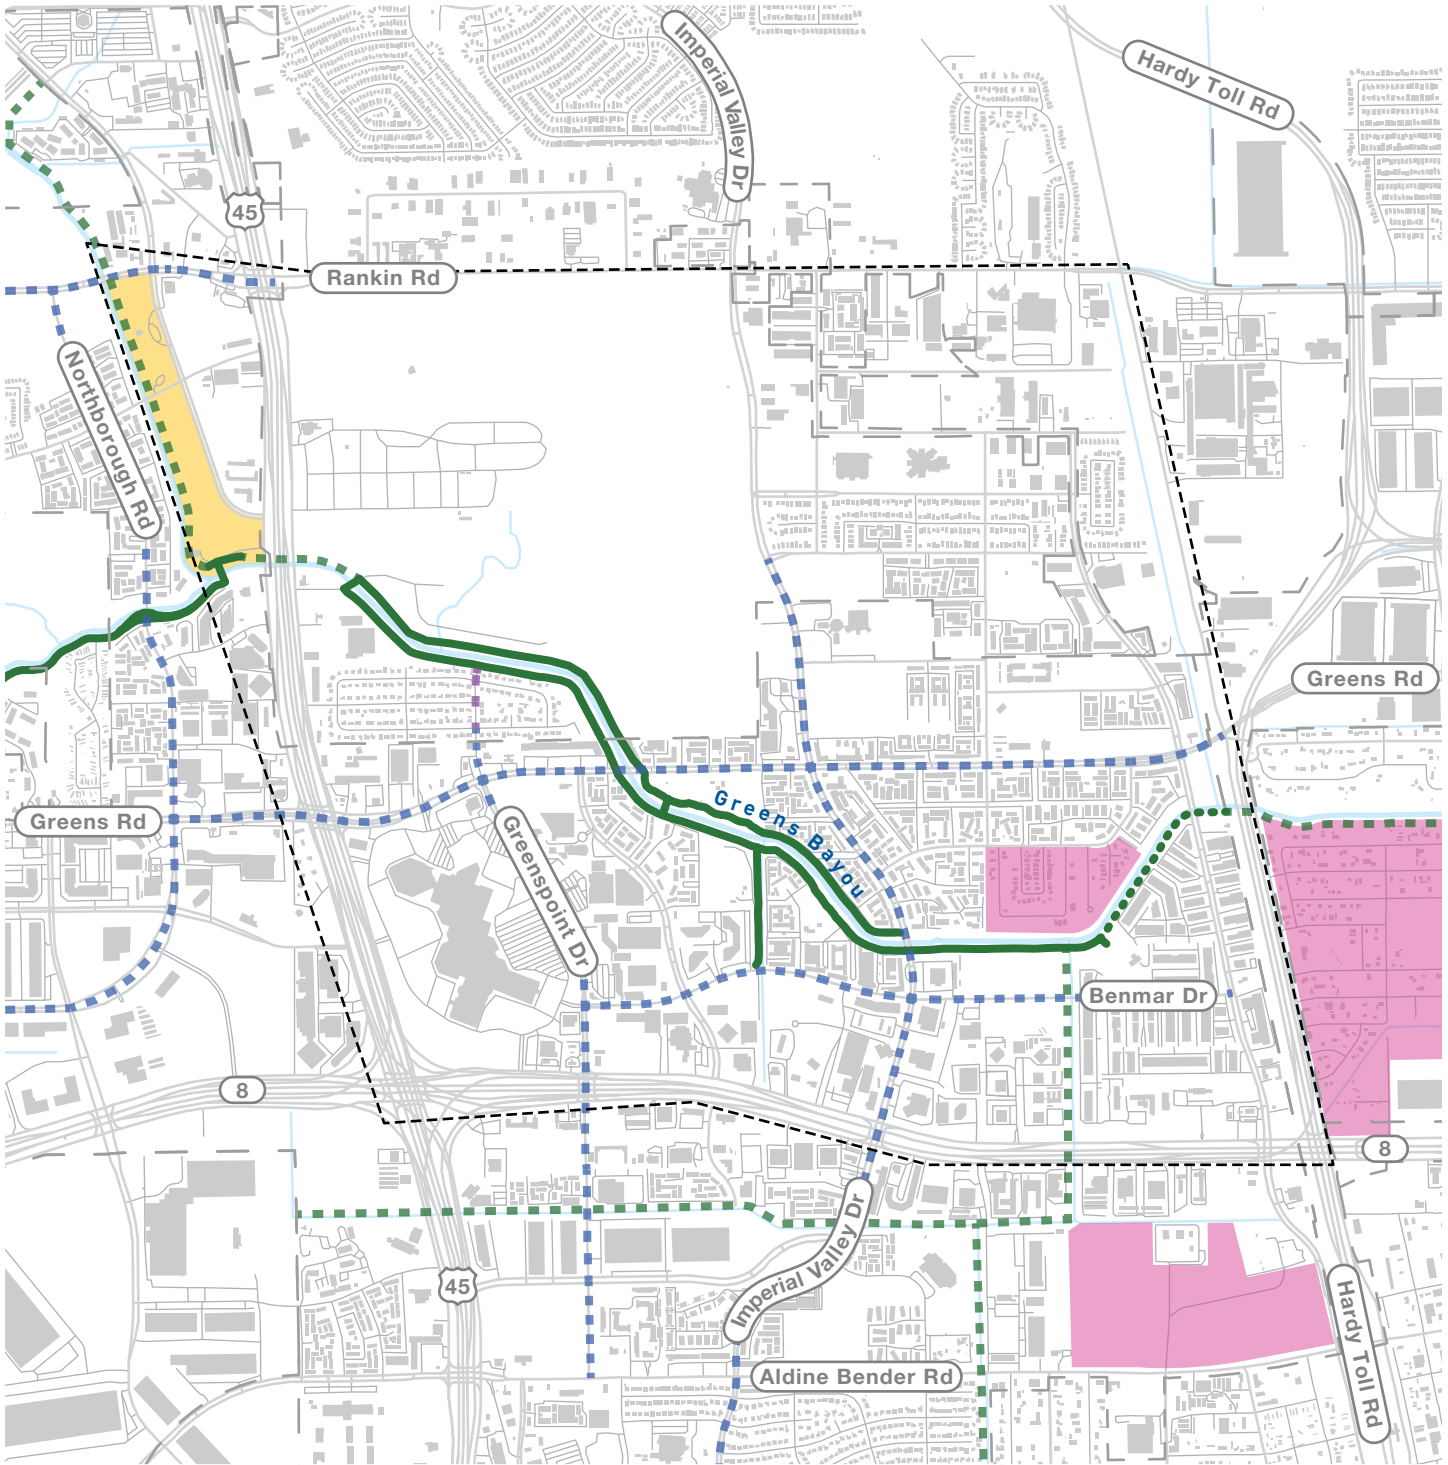 Imperial Valley Dr
Hardy Toll Rd
45
Rankin Rd
Northborough Rd
Greens Rd
Greens Rd
Greens Bayou
Greenspoint Dr
Benmar Dr
8
8
Imperial Valley Dr
45
Hardy Toll Rd
Aldine Bender Rd